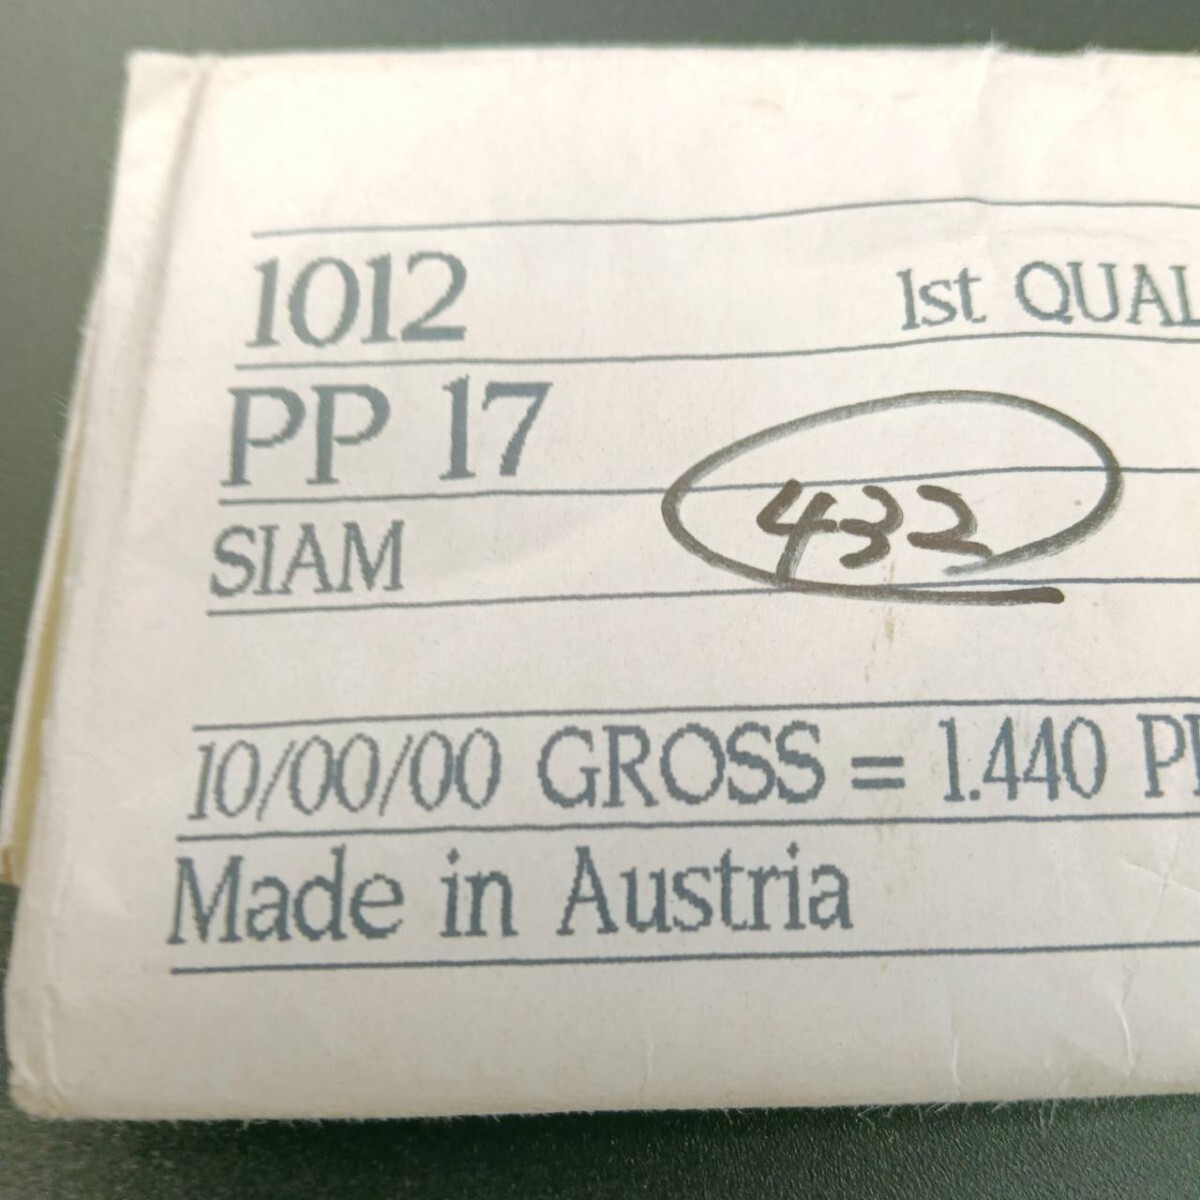 1012
1st QUAL
PP 17
432
SIAM
10/00/00 GROSS = 1.440 P
Made in Austria